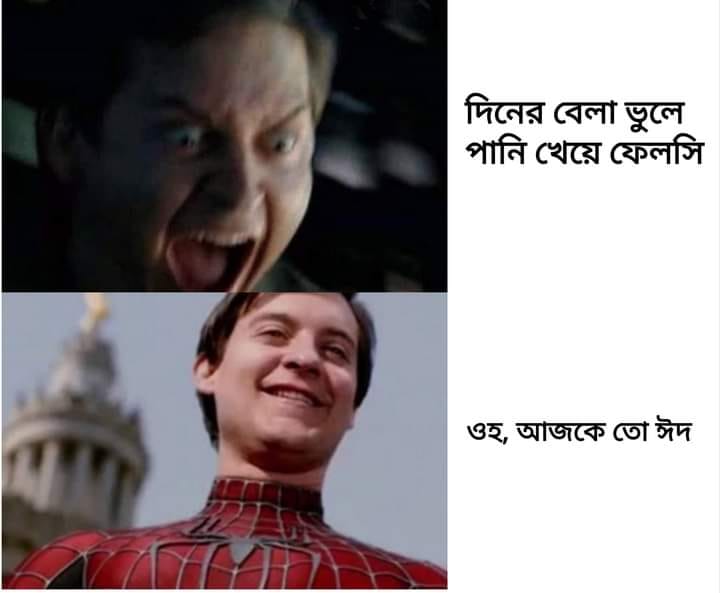 দিনের বেলা ভুলে
পানি খেয়ে ফেলসি
ওহ, আজকে তো ঈদ